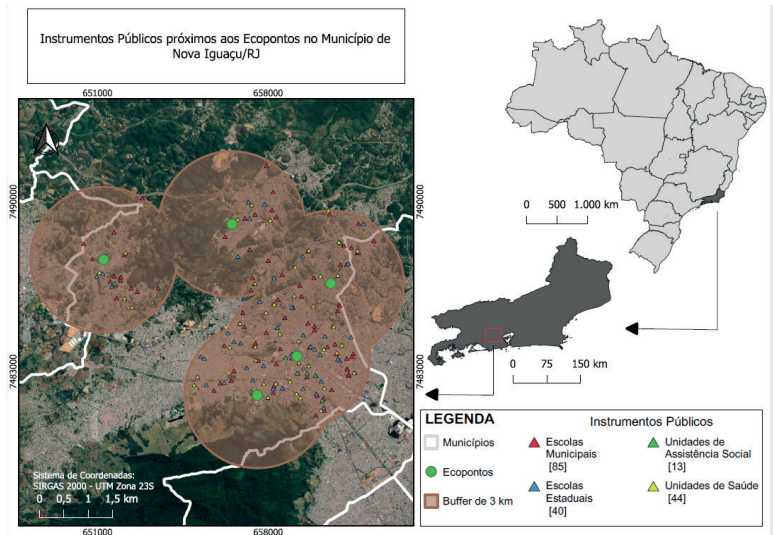 Instrumentos Públicos próximos aos Ecopontos no Município de
Nova Iguaçu/RJ
651000
658000
7490000
7490000
7483000
7483000
Sistema de Coordenadas:
SIRGAS 2000 - UTM Zona 23S
0 0,5 1 1,5 km
651000
658000
0 500 1.000 km
0 75 150 km
LEGENDA
Municípios
Ecopontos
Buffer de 3 km
Instrumentos Públicos
Escolas
Municipais
[85]
Escolas
Estaduais
[40]
Unidades de
Assistência Social
[13]
Unidades de Saúde
[44]